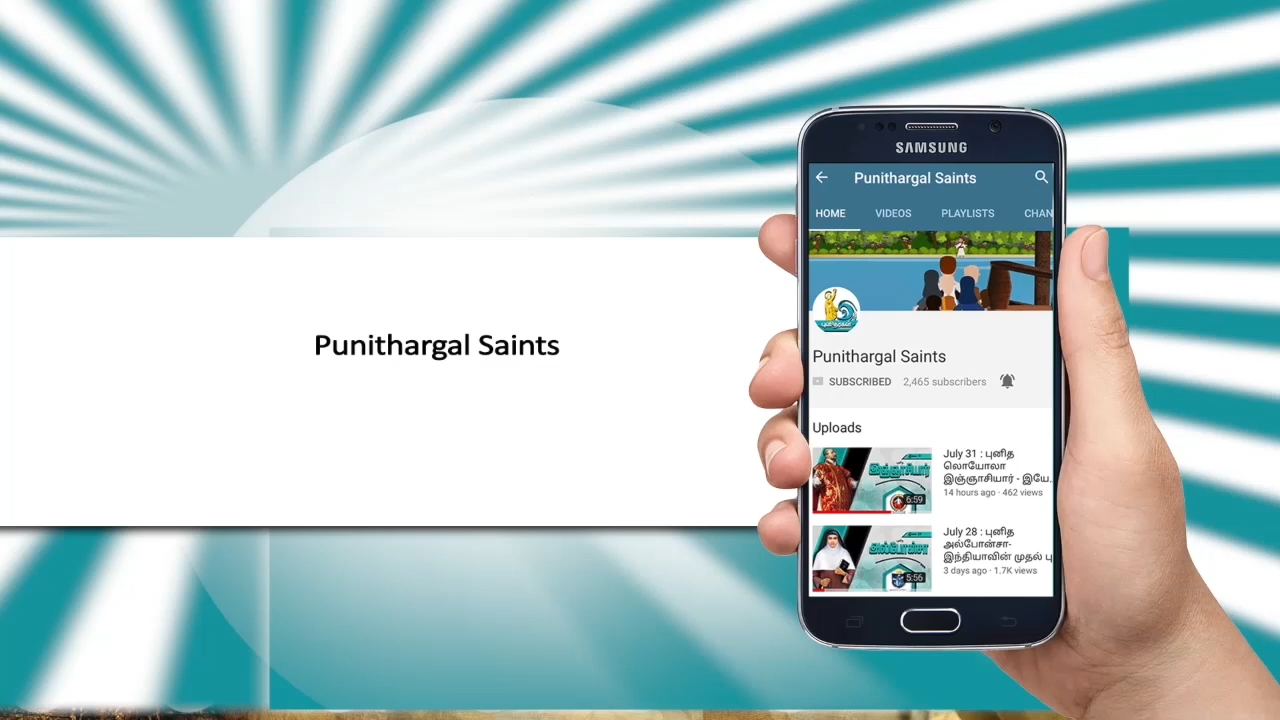 Punithargal Saints
SAMSUNG
Punithargal Saints
HOME VIDEOS PLAYLISTS CHAN
Punithargal Saints
SUBSCRIBED 2,465 subscribers
Uploads
July 31 : புனித
லொயோலா
இஞ்ஞாசியார் - இயே..
14 hours ago · 462 views
இஞ்ஞாசியார்
6:59
July 28 : புனித
அல்போன்சா-
இந்தியாவின் முதல் பு
3 days ago · 1.7K views
அல்போன்சா
5:56